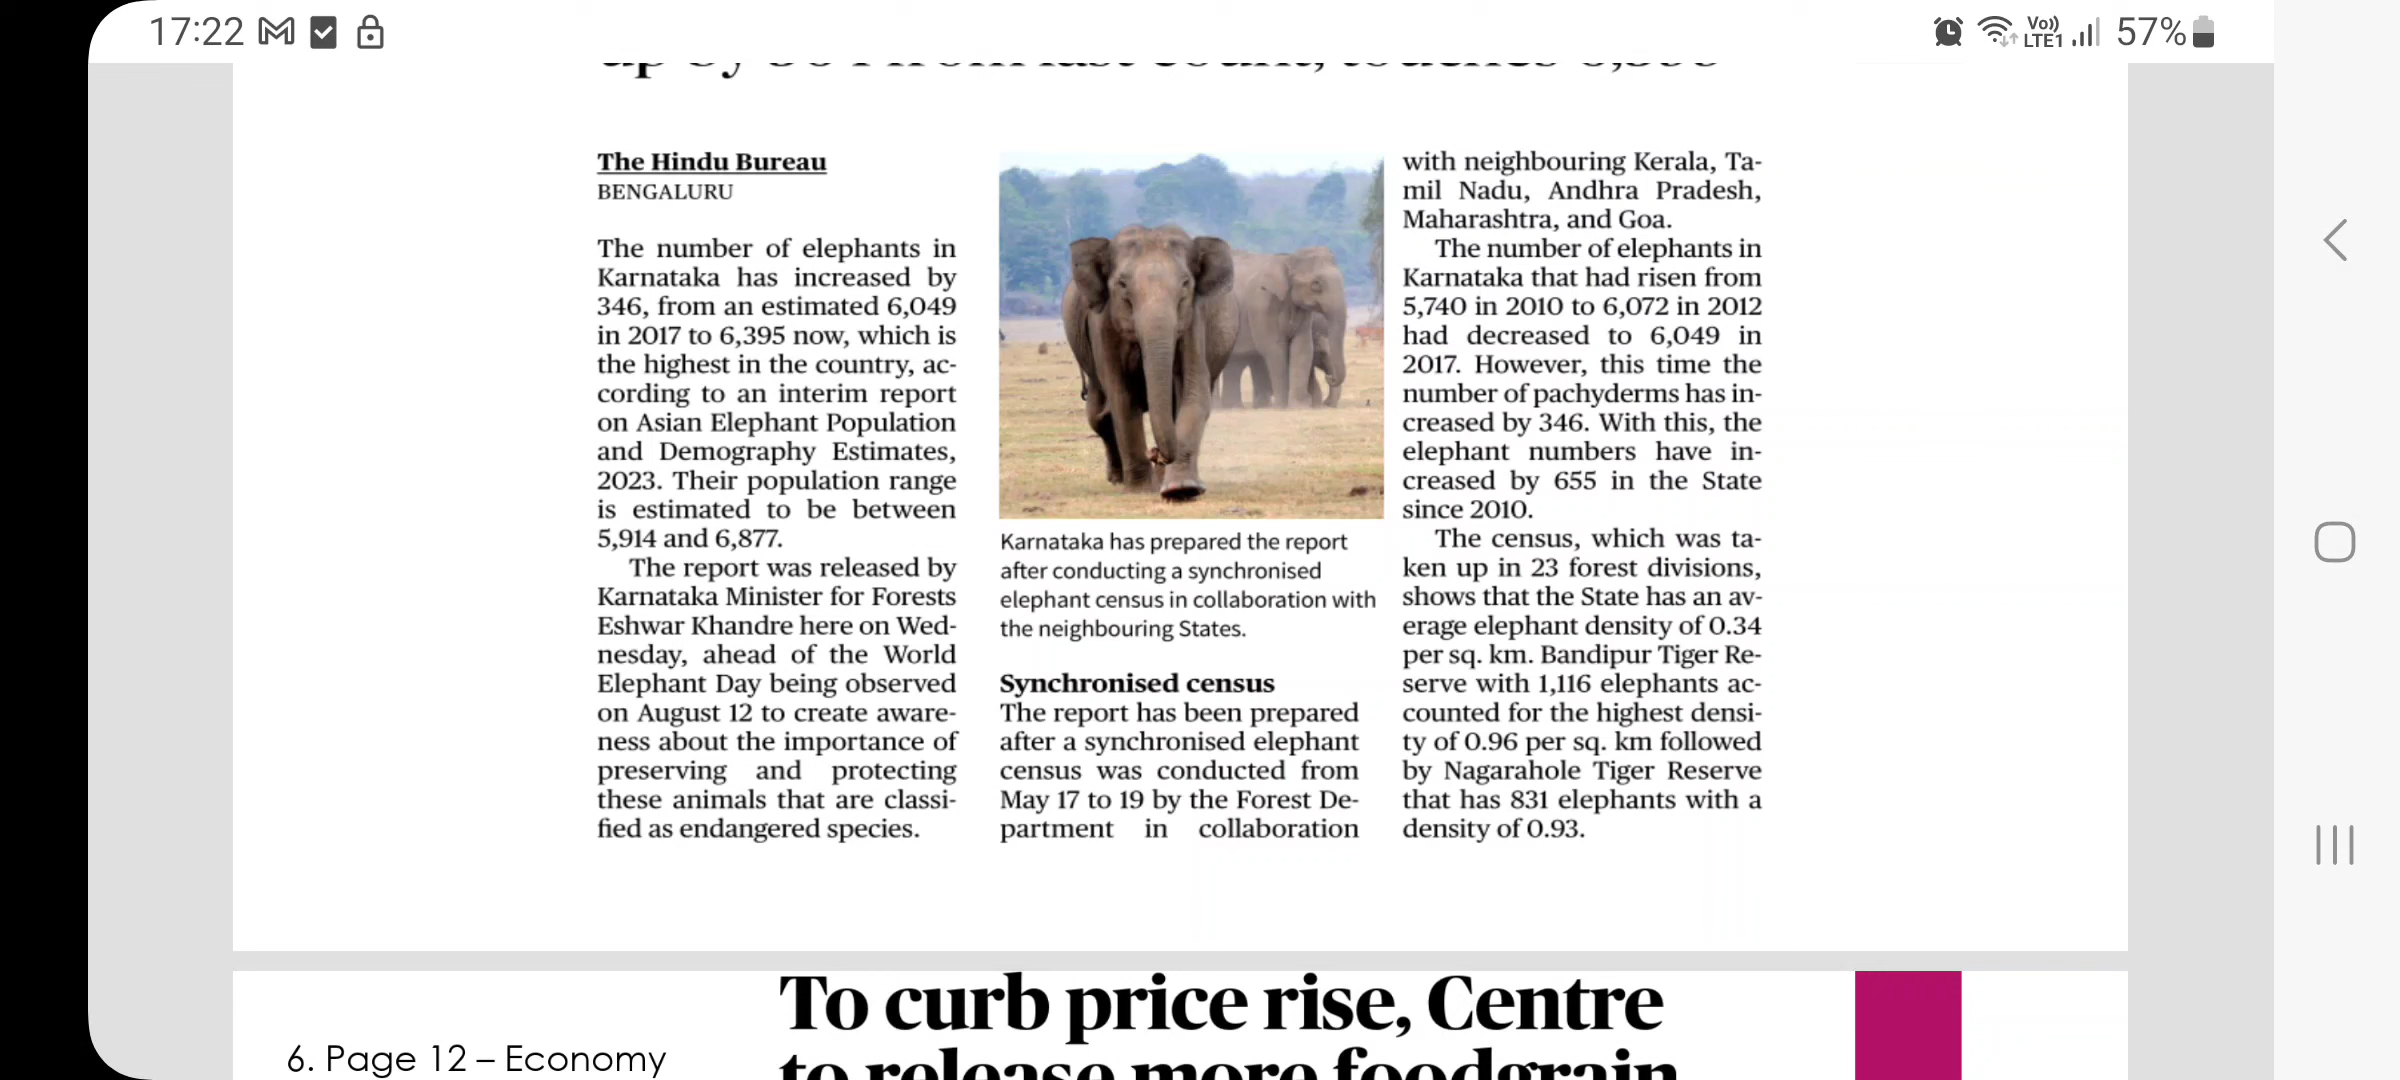 17:22
Vo))
LTE1
57%
The Hindu Bureau
BENGALURU
The number of elephants in
Karnataka has increased by
346, from an estimated 6,049
in 2017 to 6,395 now, which is
the highest in the country, ac-
cording to an interim report
on Asian Elephant Population
and Demography Estimates,
2023. Their population range
is estimated to be between
5,914 and 6,877.
The report was released by
Karnataka Minister for Forests
Eshwar Khandre here on Wed-
nesday, ahead of the World
Elephant Day being observed
on August 12 to create aware-
ness about the importance of
preserving and protecting
these animals that are classi-
fied as endangered species.
Karnataka has prepared the report
after conducting a synchronised
elephant census in collaboration with
the neighbouring States.
Synchronised census
The report has been prepared
after a synchronised elephant
census was conducted from
May 17 to 19 by the Forest De-
partment in collaboration
with neighbouring Kerala, Ta-
mil Nadu, Andhra Pradesh,
Maharashtra, and Goa.
The number of elephants in
Karnataka that had risen from
5,740 in 2010 to 6,072 in 2012
had decreased to 6,049 in
2017. However, this time the
number of pachyderms has in-
creased by 346. With this, the
elephant numbers have in-
creased by 655 in the State
since 2010.
The census, which was ta-
ken up in 23 forest divisions,
shows that the State has an av-
erage elephant density of 0.34
per sq. km. Bandipur Tiger Re-
serve with 1,116 elephants ac-
counted for the highest densi-
ty of 0.96 per sq. km followed
by Nagarahole Tiger Reserve
that has 831 elephants with a
density of 0.93.
6. Page 12 – Economy
To curb price rise, Centre
to release more foodgrain